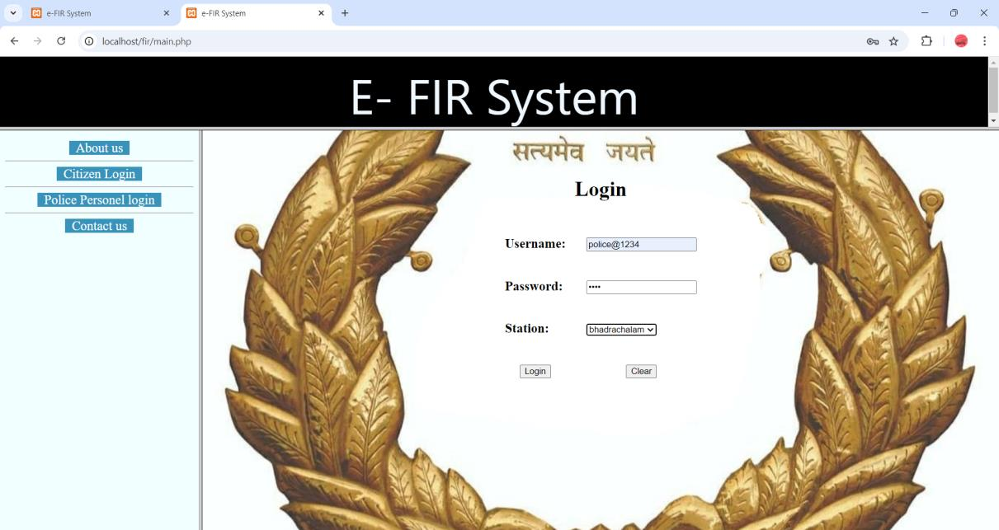 e-FIR System
e-FIR System
localhost/fir/main.php
E- FIR System
About us
Citizen Login
Police Personel login
Contact us
सत्यमेव जयते
Login
Username: police@1234
Password: ••••
Station: bhadrachalam
Login Clear